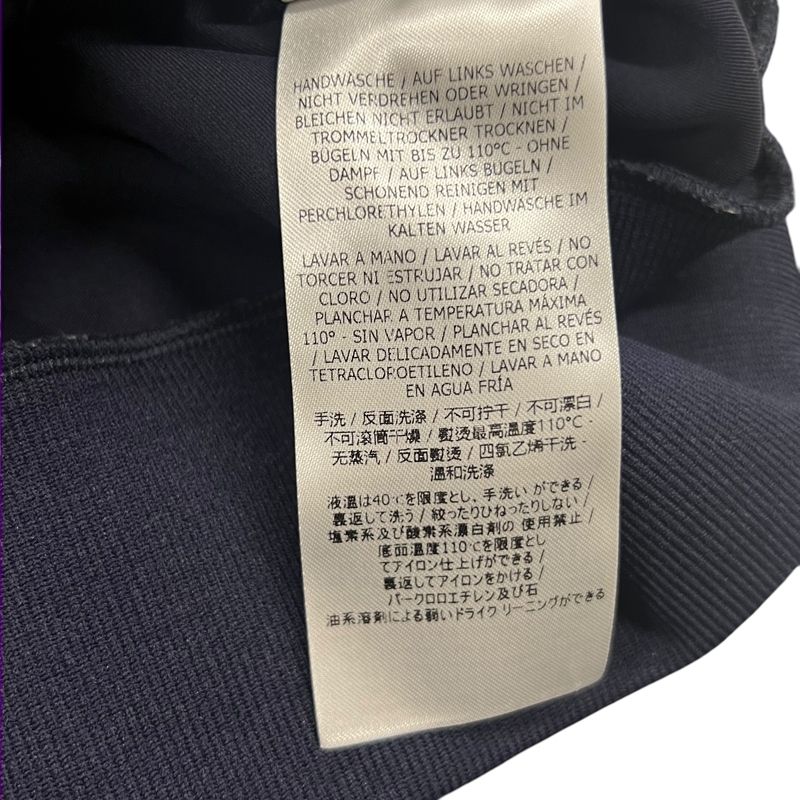 HANDWÄSCHE / AUF LINKS WASCHEN /
NICHT VERDREHEN ODER WRINGEN /
BLEICHEN NICHT ERLAUBT / NICHT IM
TROMMELTROCKNER TROCKNEN /
BÜGELN MIT BIS ZU 110°C - OHNE
DAMPF / AUF LINKS BÜGELN /
SCHONEND REINIGEN MIT
PERCHLORETHYLEN / HANDWÄSCHE IM
KALTEN WASSER
LAVAR A MANO / LAVAR AL REVÉS / NO
TORCER NI ESTRUJAR / NO TRATAR CON
CLORO / NO UTILIZAR SECADORA /
PLANCHAR A TEMPERATURA MÁXIMA
110° - SIN VAPOR / PLANCHAR AL REVÉS
/ LAVAR DELICADAMENTE EN SECO EN
TETRACLOROETILENO / LAVAR A MANO
EN AGUA FRÍA
手洗 / 反面洗涤 / 不可拧干 / 不可漂白 /
不可滾筒干燥 / 熨烫最高温度110°C -
无蒸汽 / 反面熨烫 / 四氯乙烯干洗 -
温和洗涤
液温は40℃を限度とし、手洗い ができる /
裏返して洗う / 絞ったりひねったりしない /
塩素系及び酸素系漂白剤の 使用禁止 /
底面温度110℃を限度とし
てアイロン仕上げができる /
裏返してアイロンをかける /
パークロロエチレン及び石
油系溶剤による弱いドライク リーニングができる